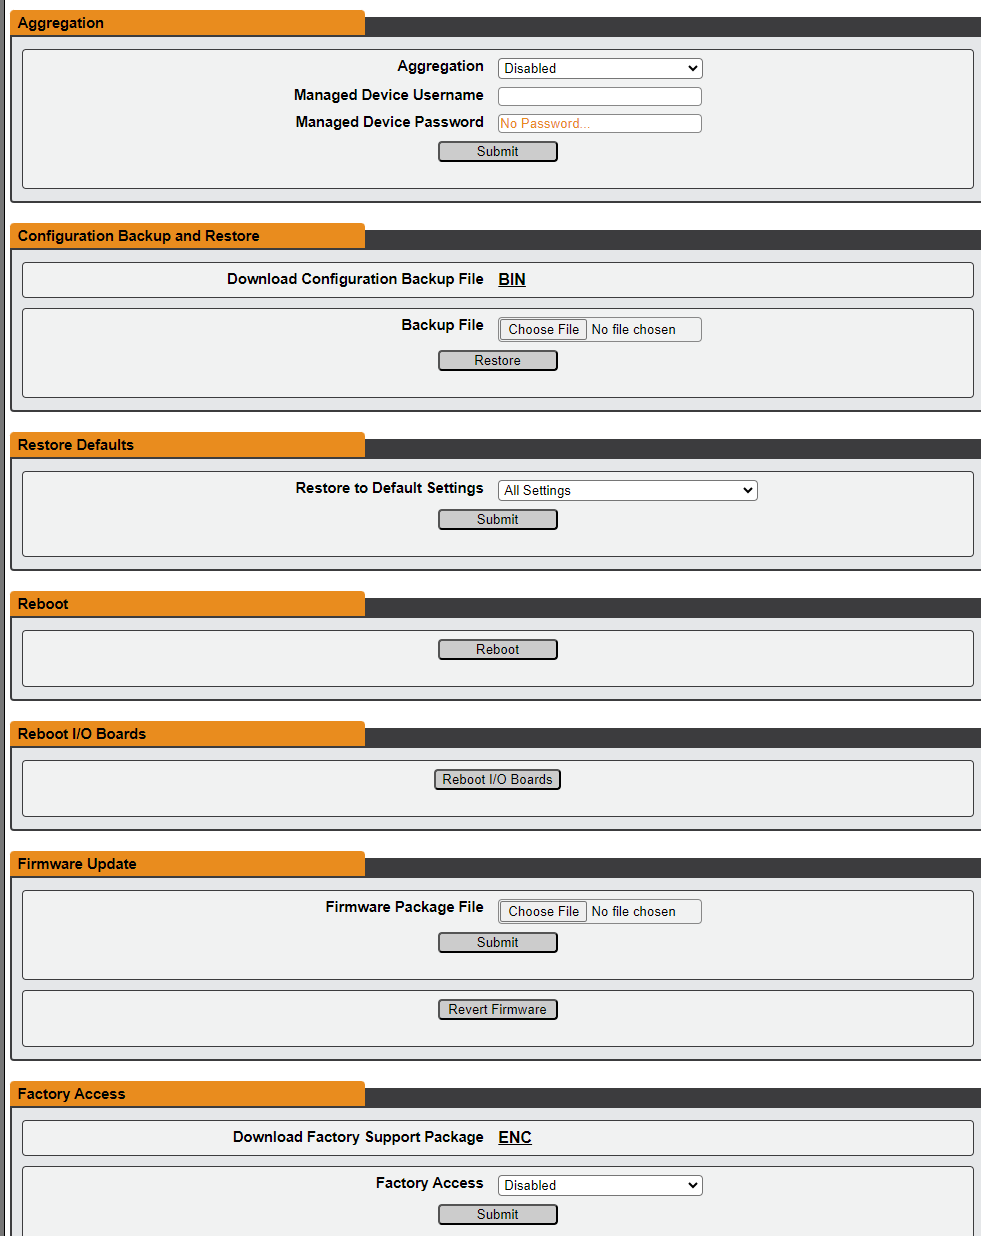 Aggregation
Aggregation Disabled
Managed Device Username
Managed Device Password No Password...
Submit
Configuration Backup and Restore
Download Configuration Backup File BIN
Backup File Choose File No file chosen
Restore
Restore Defaults
Restore to Default Settings All Settings
Submit
Reboot
Reboot
Reboot I/O Boards
Reboot I/O Boards
Firmware Update
Firmware Package File Choose File No file chosen
Submit
Revert Firmware
Factory Access
Download Factory Support Package ENC
Factory Access Disabled
Submit